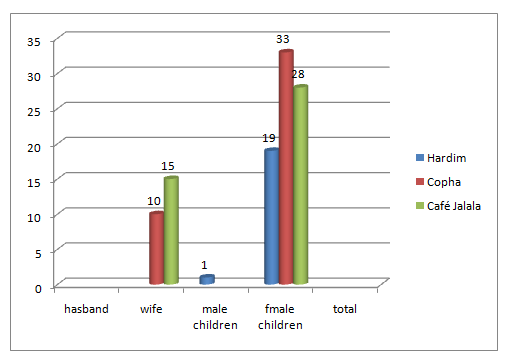 35
30
25
20
15
10
5
0
10
15
1
19
33
28
hasband
wife
male
children
fmale
children
total
Hardim
Copha
Café Jalala